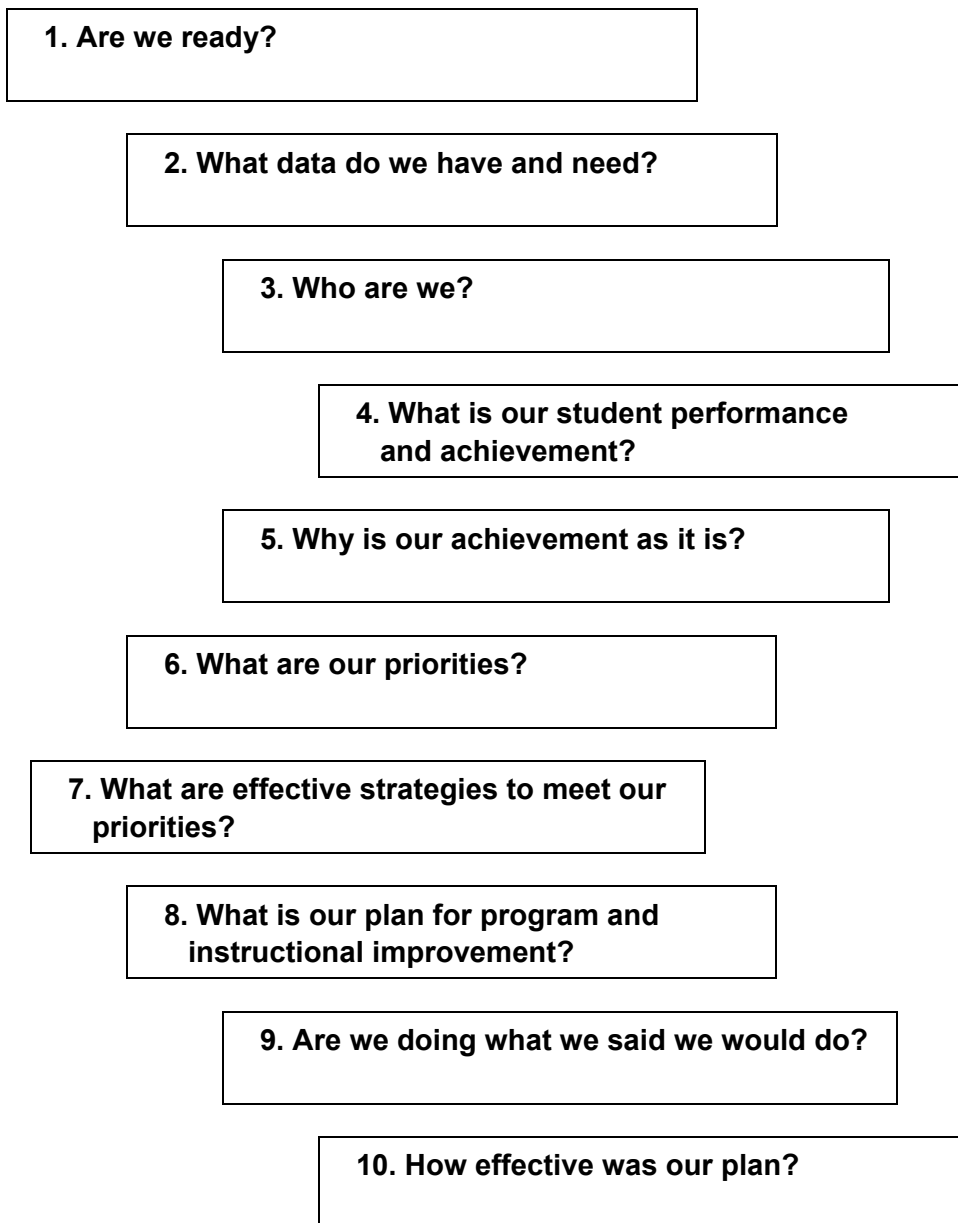 1. Are we ready?
2. What data do we have and need?
3. Who are we?
4. What is our student performance
and achievement?
5. Why is our achievement as it is?
6. What are our priorities?
7. What are effective strategies to meet our
priorities?
8. What is our plan for program and
instructional improvement?
9. Are we doing what we said we would do?
10. How effective was our plan?